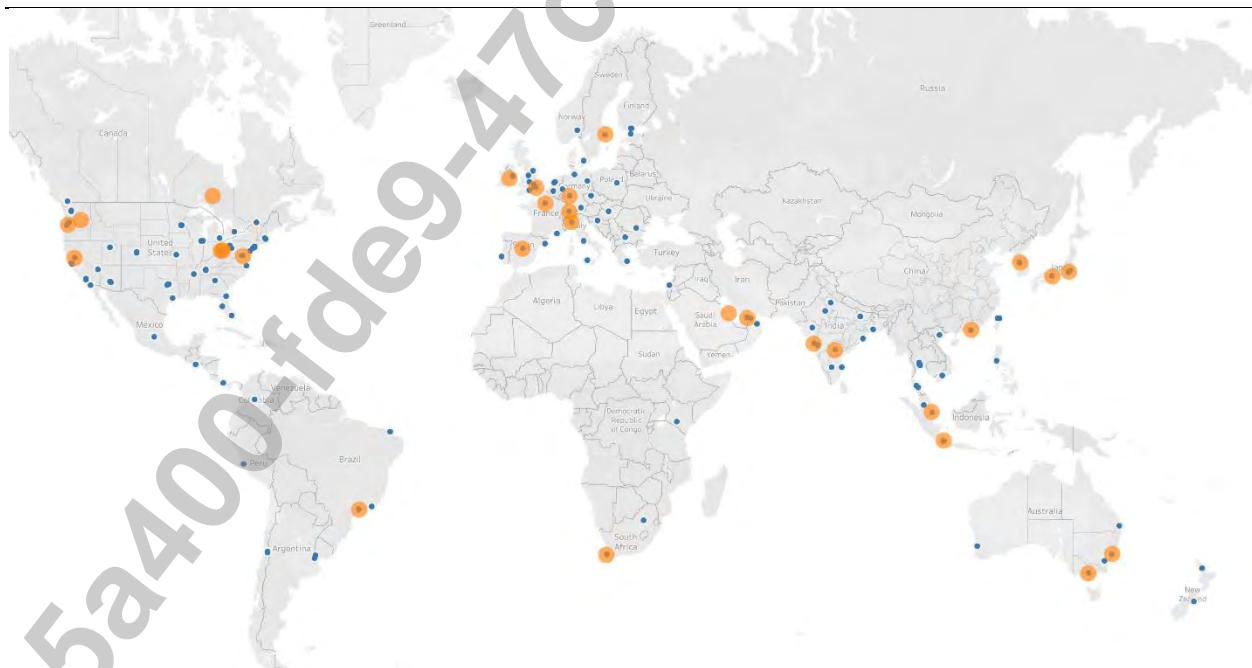 Greenland
Sweden
Russia
Finland
Norway
Canada
Poland
Belarus
Ukraine
Kazakhstan
Mongolia
France
United
States
Turkey
China
Iraq
Iran
Algeria
Libya
Egypt
Pakistan
Saudi
Arabia
India
Mexico
Sudan
Yemen
Venezuela
Colombia
Democratic
Republic
of Congo
Indonesia
Peru
Brazil
Australia
Argentina
South
Africa
New
Zealand
5a400fde9-47c